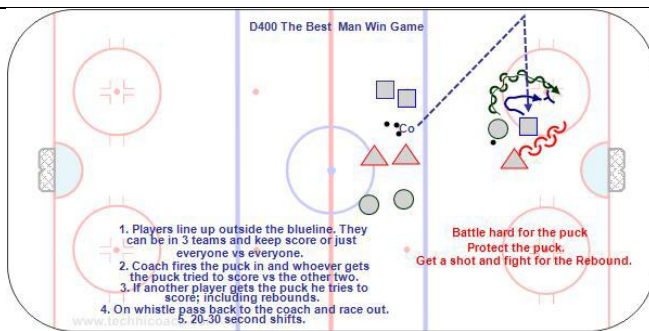 D400 The Best Man Win Game
Co
1. Players line up outside the blueline. They
can be in 3 teams and keep score or just
everyone vs everyone.
2. Coach fires the puck in and whoever gets
the puck tried to score vs the other two.
3. If another player gets the puck he tries to
score; including rebounds.
4. On whistle pass back to the coach and race out.
5. 20-30 second shifts.
Battle hard for the puck
Protect the puck.
Get a shot and fight for the Rebound.